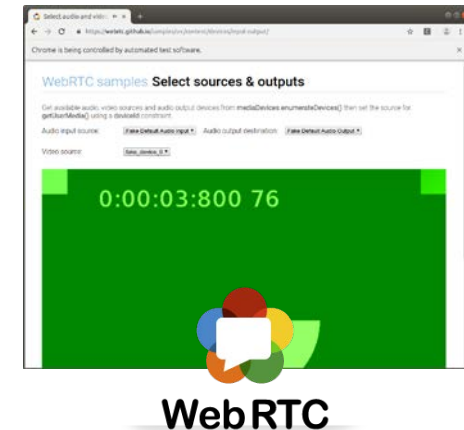 Select audio and video
https://webrtc.github.io/samples/src/content/devices/input-output/
Chrome is being controlled by automated test software.
WebRTC samples Select sources & outputs
Get available audio, video sources and audio output devices from mediaDevices.enumerateDevices() then set the source for
getUserMedia() using a deviceId constraint.
Audio input source: Fake Default Audio Input Audio output destination: Fake Default Audio Output
Video source: fake_device_0
0:00:03:800 76
WebRTC